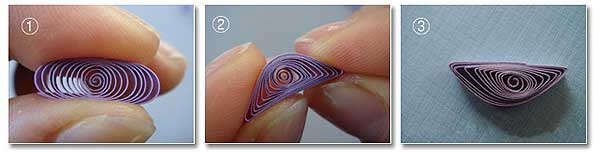 ① ② ③